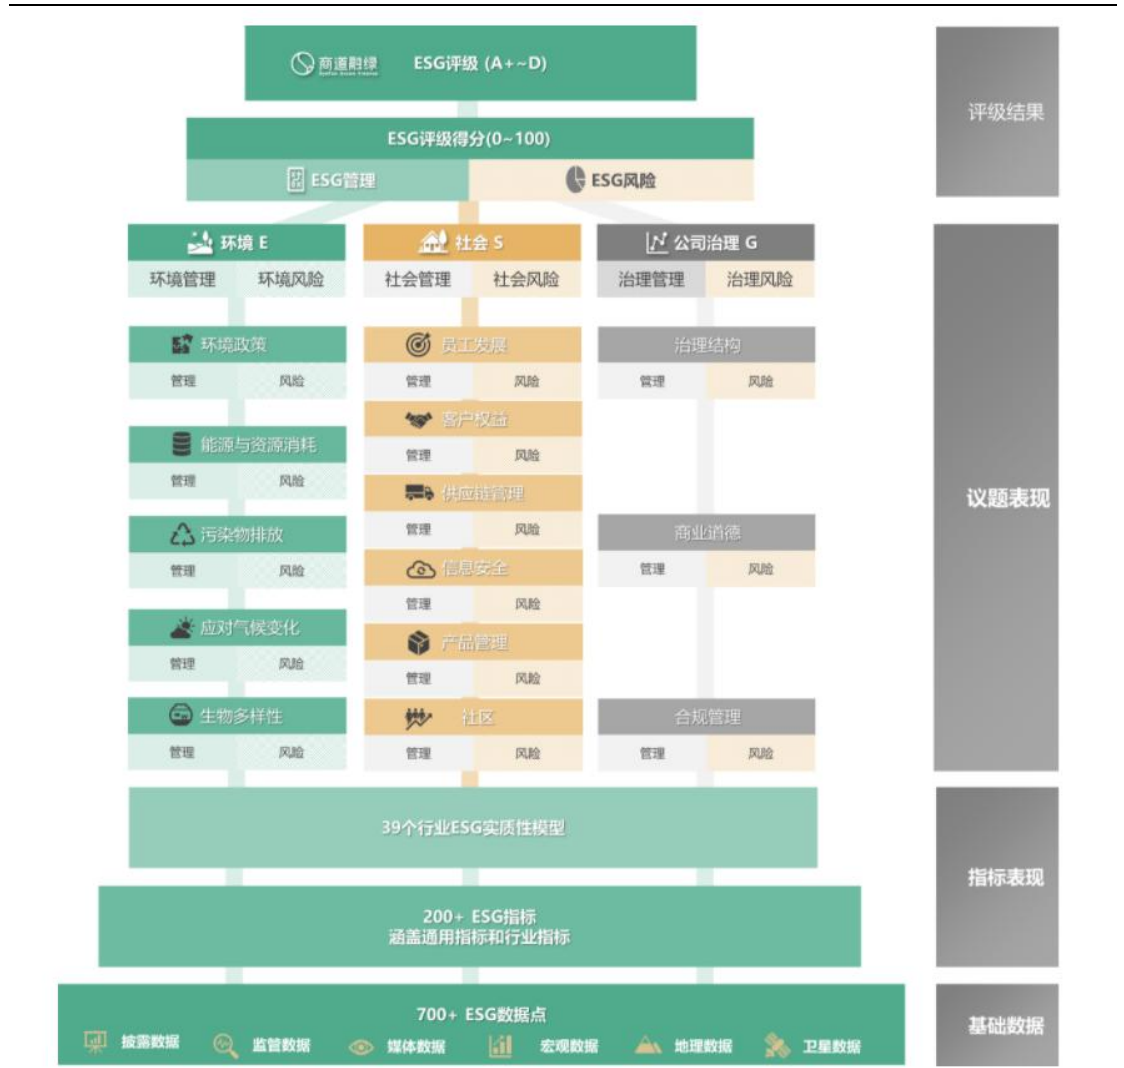 商道融绿 ESG评级 (A+~D)
评级结果
ESG评级得分(0~100)
ESG管理 ESG风险
环境 E 社会 S 公司治理 G
环境管理 环境风险 社会管理 社会风险 治理管理 治理风险
环境政策 员工发展 治理结构
管理 风险 管理 风险 管理 风险
客户权益
能源与资源消耗
管理 风险
管理 风险
供应链管理
议题表现
污染物排放 商业道德
管理 风险
管理 风险 信息安全 管理 风险
管理 风险
应对气候变化
产品管理
管理 风险
管理 风险
生物多样性 社区 合规管理
管理 风险 管理 风险 管理 风险
39个行业ESG实质性模型
指标表现
200+ ESG指标
涵盖通用指标和行业指标
700+ ESG数据点
基础数据
披露数据 监管数据 媒体数据 宏观数据 地理数据 卫星数据